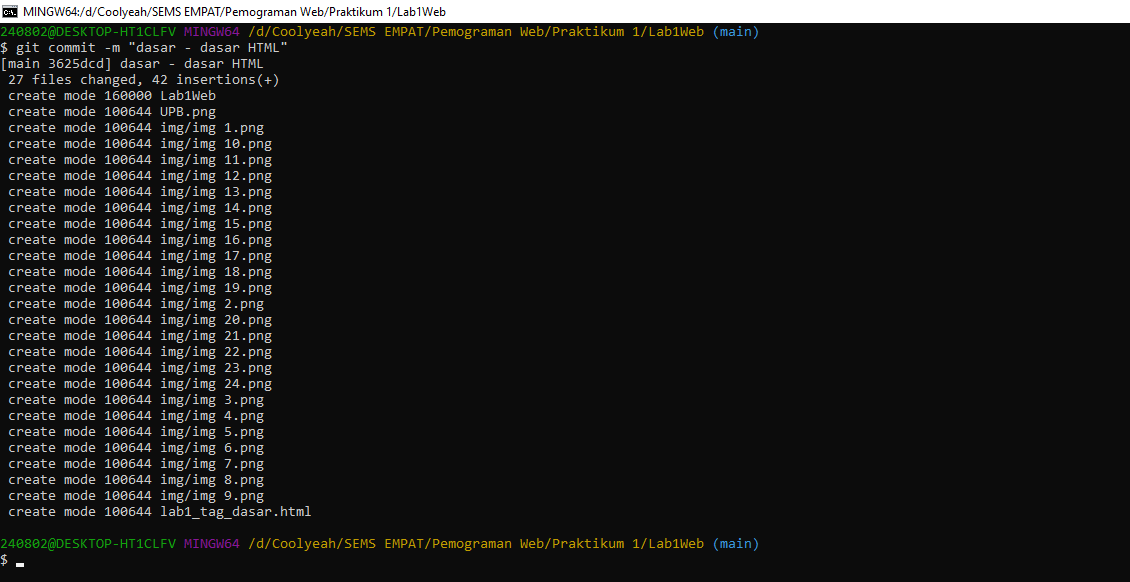 MINGW64:/d/Coolyeah/SEMS EMPAT/Pemograman Web/Praktikum 1/Lab1Web
240802@DESKTOP-HT1CLFV MINGW64 /d/Coolyeah/SEMS EMPAT/Pemograman Web/Praktikum 1/Lab1Web (main)
$ git commit -m "dasar - dasar HTML"
[main 3625dcd] dasar - dasar HTML
 27 files changed, 42 insertions(+)
 create mode 160000 Lab1Web
 create mode 100644 UPB.png
 create mode 100644 img/img 1.png
 create mode 100644 img/img 10.png
 create mode 100644 img/img 11.png
 create mode 100644 img/img 12.png
 create mode 100644 img/img 13.png
 create mode 100644 img/img 14.png
 create mode 100644 img/img 15.png
 create mode 100644 img/img 16.png
 create mode 100644 img/img 17.png
 create mode 100644 img/img 18.png
 create mode 100644 img/img 19.png
 create mode 100644 img/img 2.png
 create mode 100644 img/img 20.png
 create mode 100644 img/img 21.png
 create mode 100644 img/img 22.png
 create mode 100644 img/img 23.png
 create mode 100644 img/img 24.png
 create mode 100644 img/img 3.png
 create mode 100644 img/img 4.png
 create mode 100644 img/img 5.png
 create mode 100644 img/img 6.png
 create mode 100644 img/img 7.png
 create mode 100644 img/img 8.png
 create mode 100644 img/img 9.png
 create mode 100644 lab1_tag_dasar.html
240802@DESKTOP-HT1CLFV MINGW64 /d/Coolyeah/SEMS EMPAT/Pemograman Web/Praktikum 1/Lab1Web (main)
$